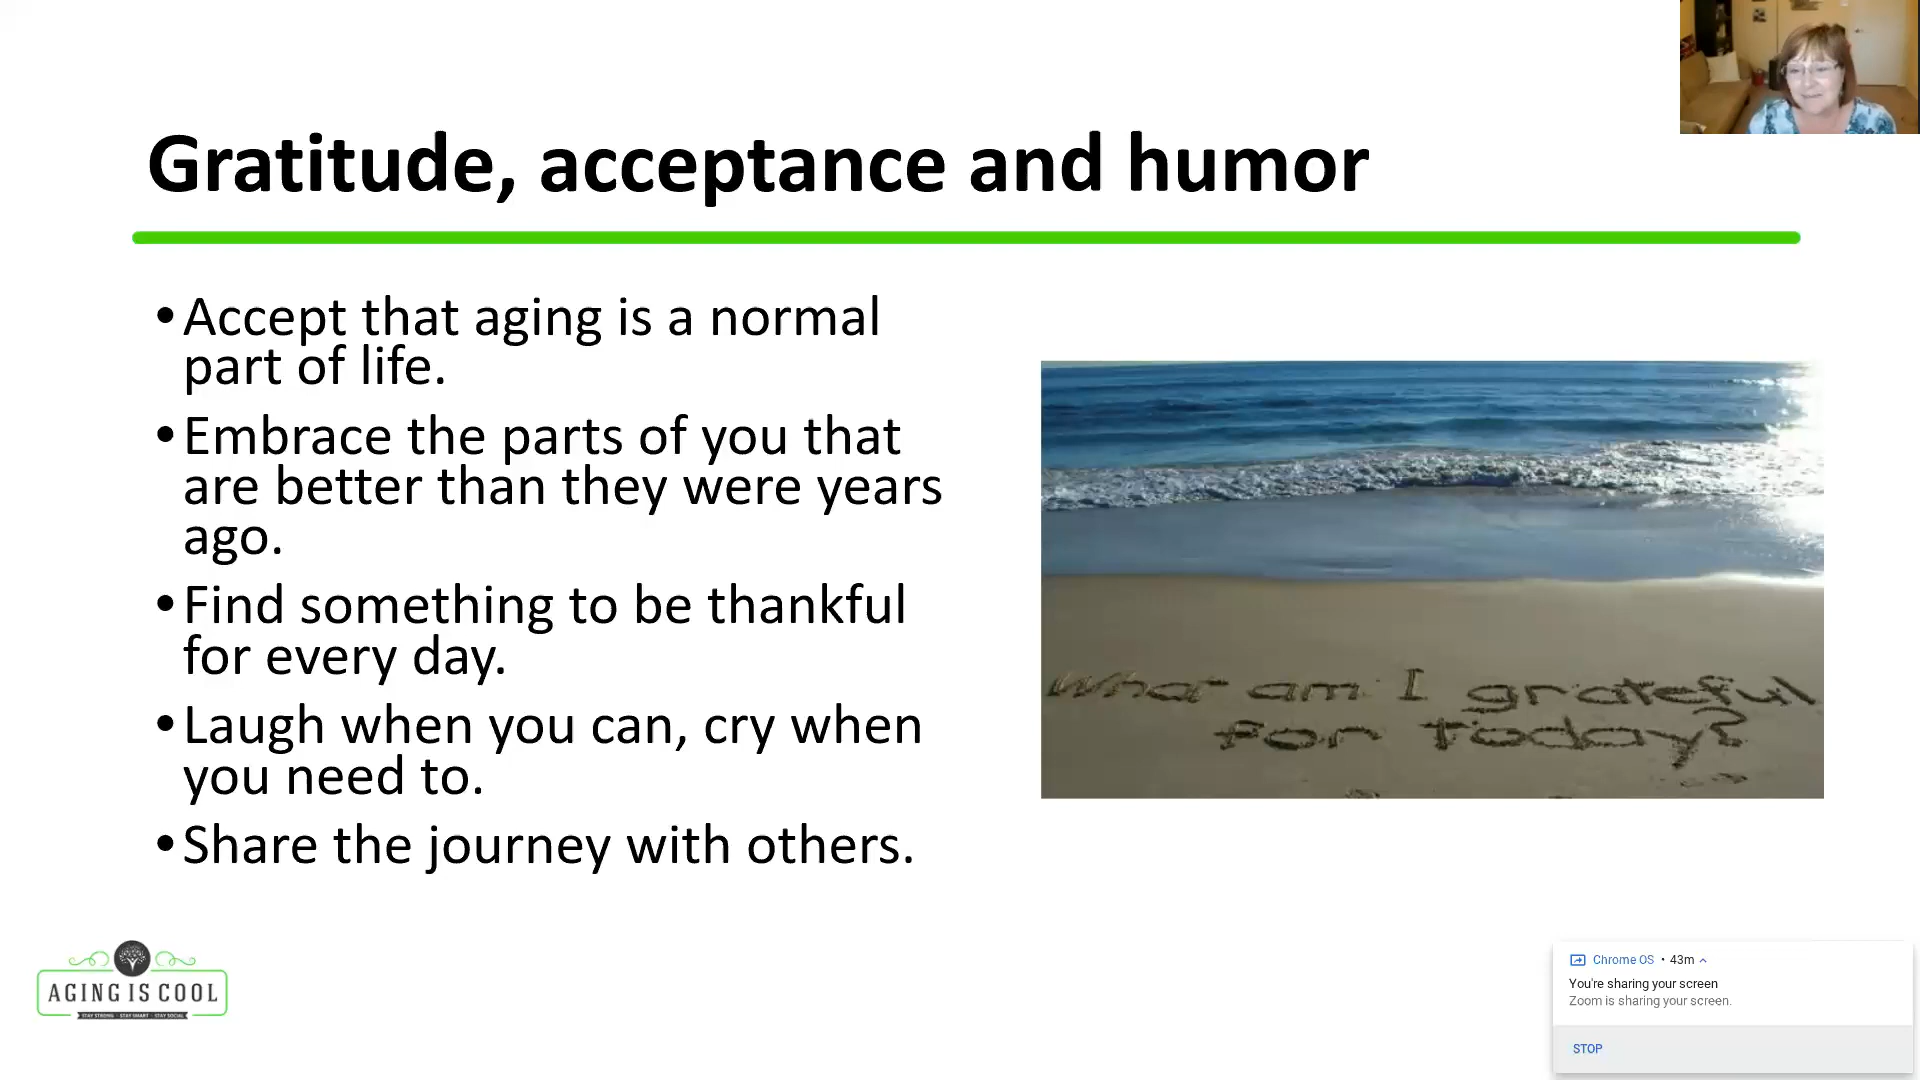 Gratitude, acceptance and humor
•Accept that aging is a normal
part of life.
•Embrace the parts of you that
are better than they were years
ago.
•Find something to be thankful
for every day.
•Laugh when you can, cry when
you need to.
•Share the journey with others.
What am I grateful
for today?
AGING IS COOL
STAY STRONG · STAY SMART · STAY SOCIAL
Chrome OS • 43m
You're sharing your screen
Zoom is sharing your screen.
STOP